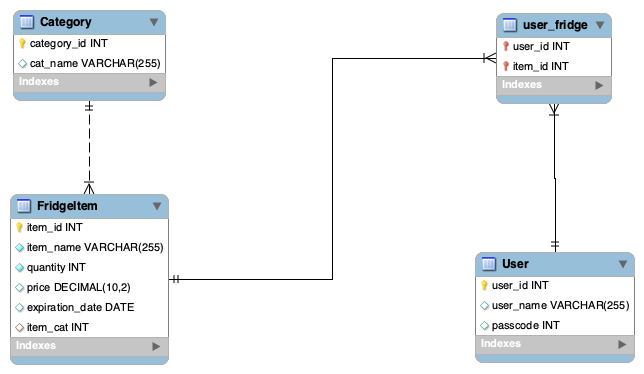 Category
category_id INT
cat_name VARCHAR(255)
Indexes
user_fridge
user_id INT
item_id INT
Indexes
FridgeItem
item_id INT
item_name VARCHAR(255)
quantity INT
price DECIMAL(10,2)
expiration_date DATE
item_cat INT
Indexes
User
user_id INT
user_name VARCHAR(255)
passcode INT
Indexes